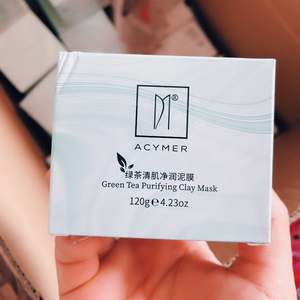 ®
ACYMER
绿茶清肌净润泥膜
Green Tea Purifying Clay Mask
120g℮4.23oz